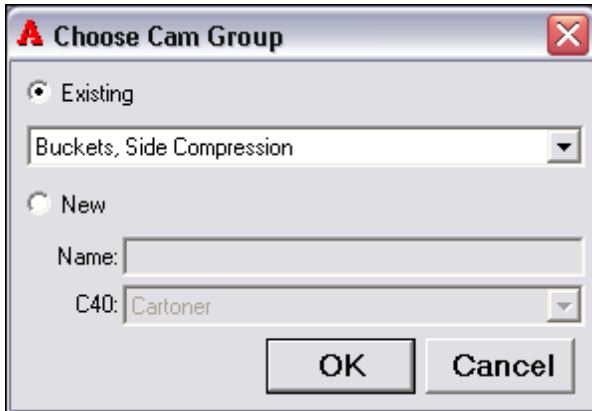 A Choose Cam Group
Existing
Buckets, Side Compression
New
Name:
C40: Cartoner
OK Cancel